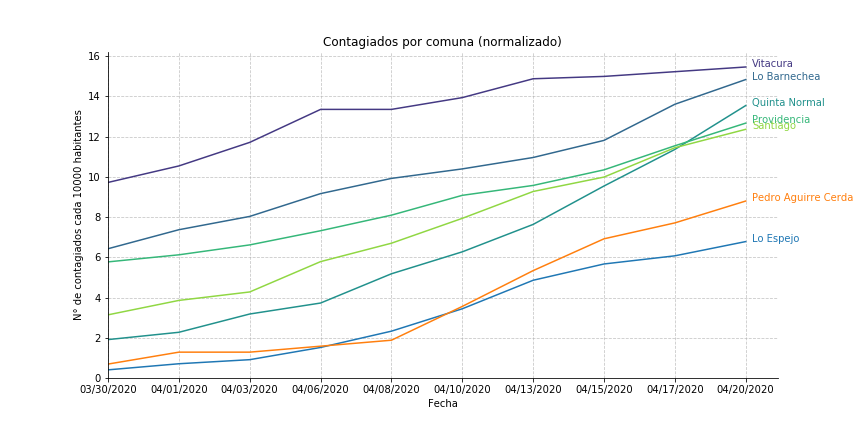 Contagiados por comuna (normalizado)
N° de contagiados cada 10000 habitantes
16
14
12
10
8
6
4
2
0
Vitacura
Lo Barnechea
Quinta Normal
Providencia
Santiago
Pedro Aguirre Cerda
Lo Espejo
03/30/2020 04/01/2020 04/03/2020 04/06/2020 04/08/2020 04/10/2020 04/13/2020 04/15/2020 04/17/2020 04/20/2020
Fecha